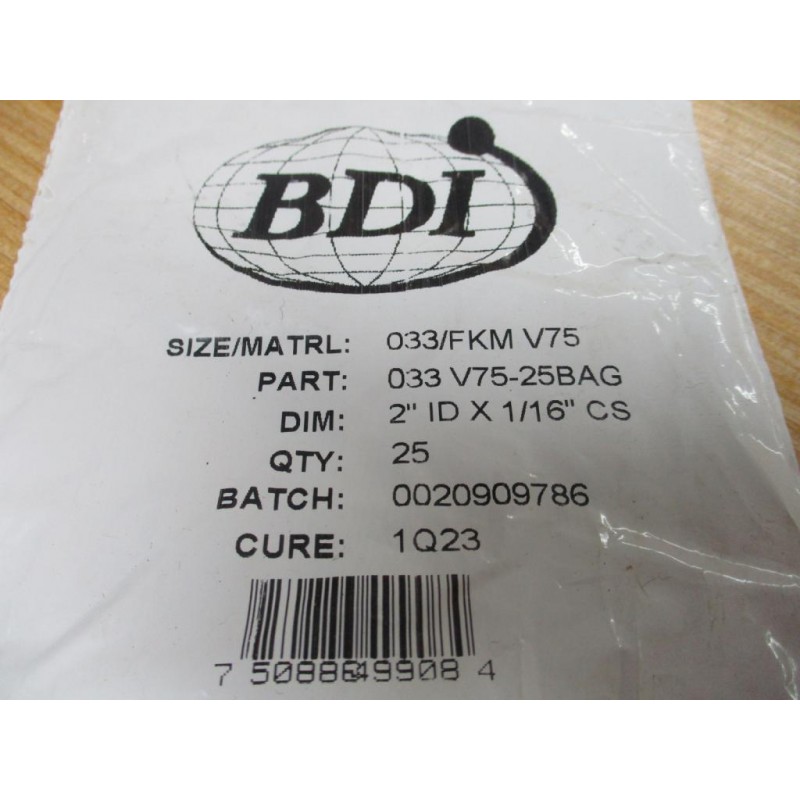 BDI
SIZE/MATRL: 033/FKM V75
PART: 033 V75-25BAG
DIM: 2" ID X 1/16" CS
QTY: 25
BATCH: 0020909786
CURE: 1Q23